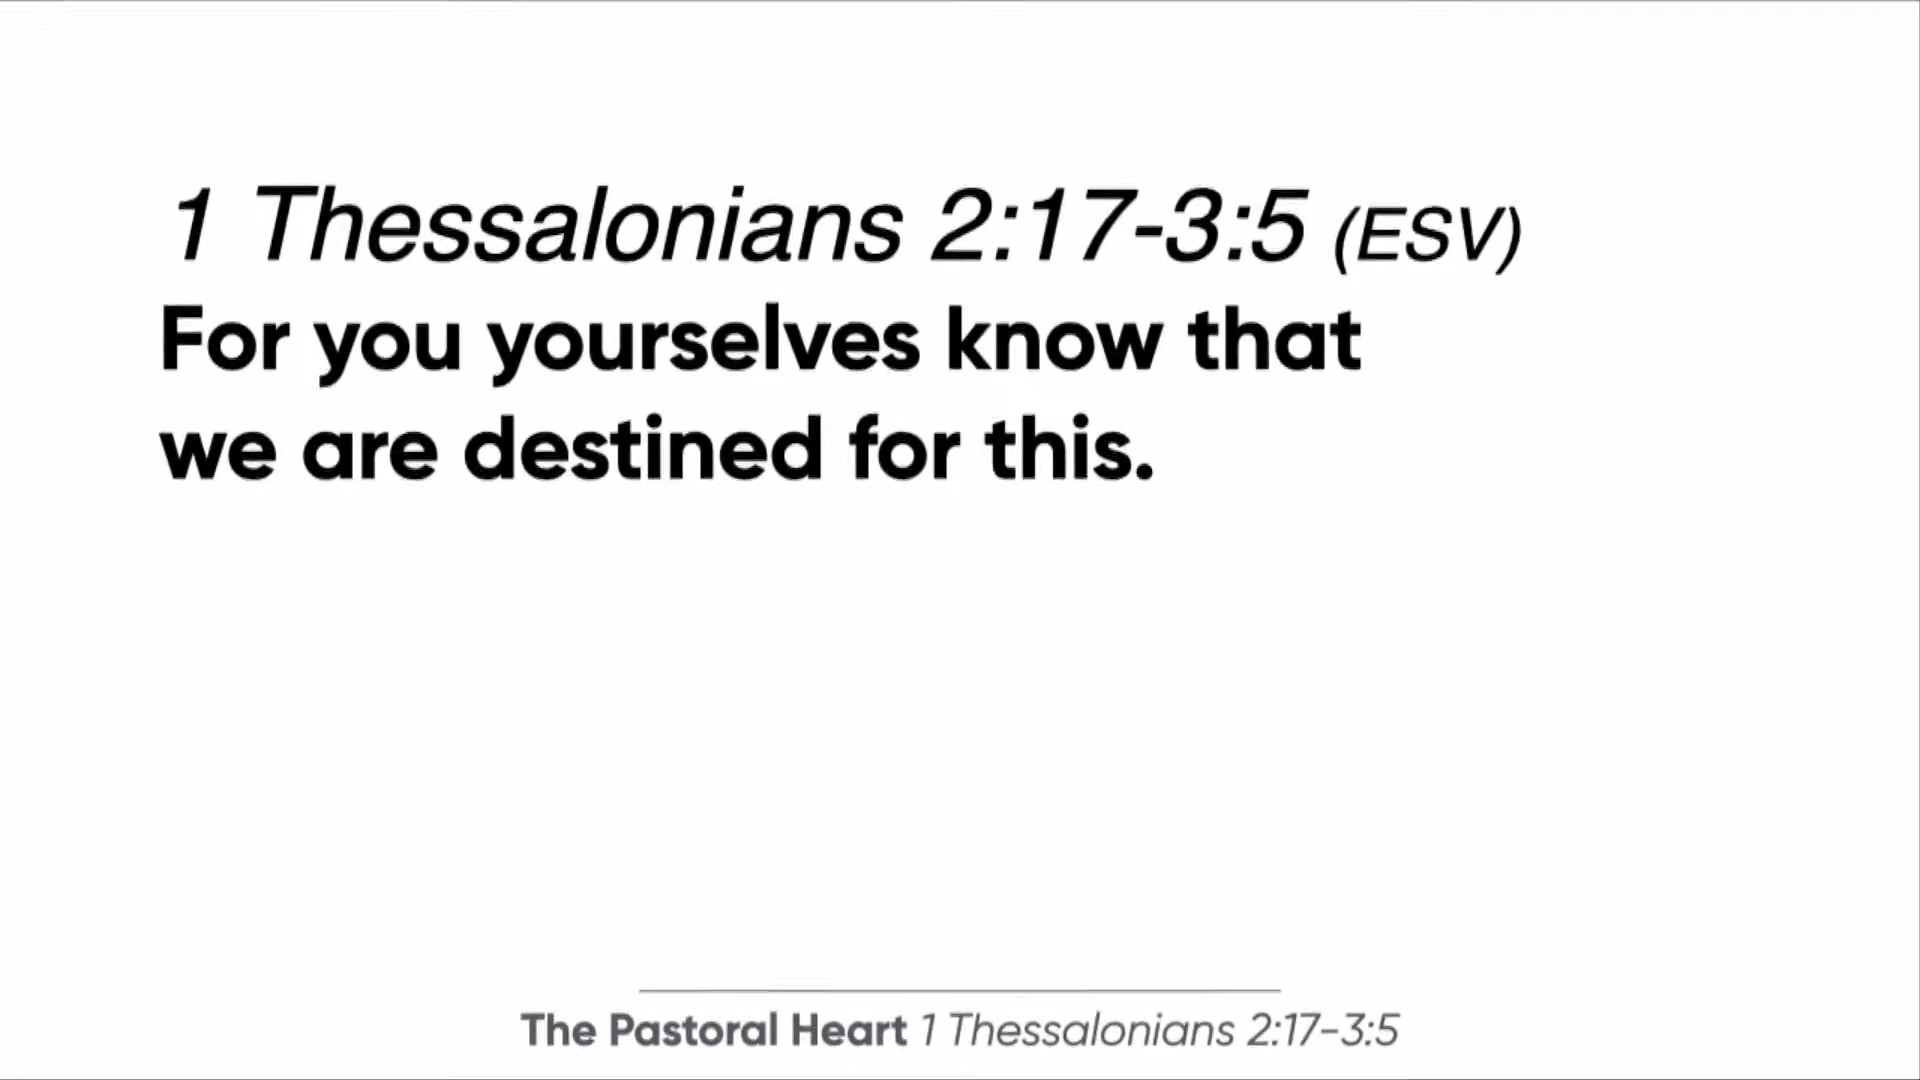 1 Thessalonians 2:17-3:5 (ESV)
For you yourselves know that
we are destined for this.
The Pastoral Heart 1 Thessalonians 2:17-3:5